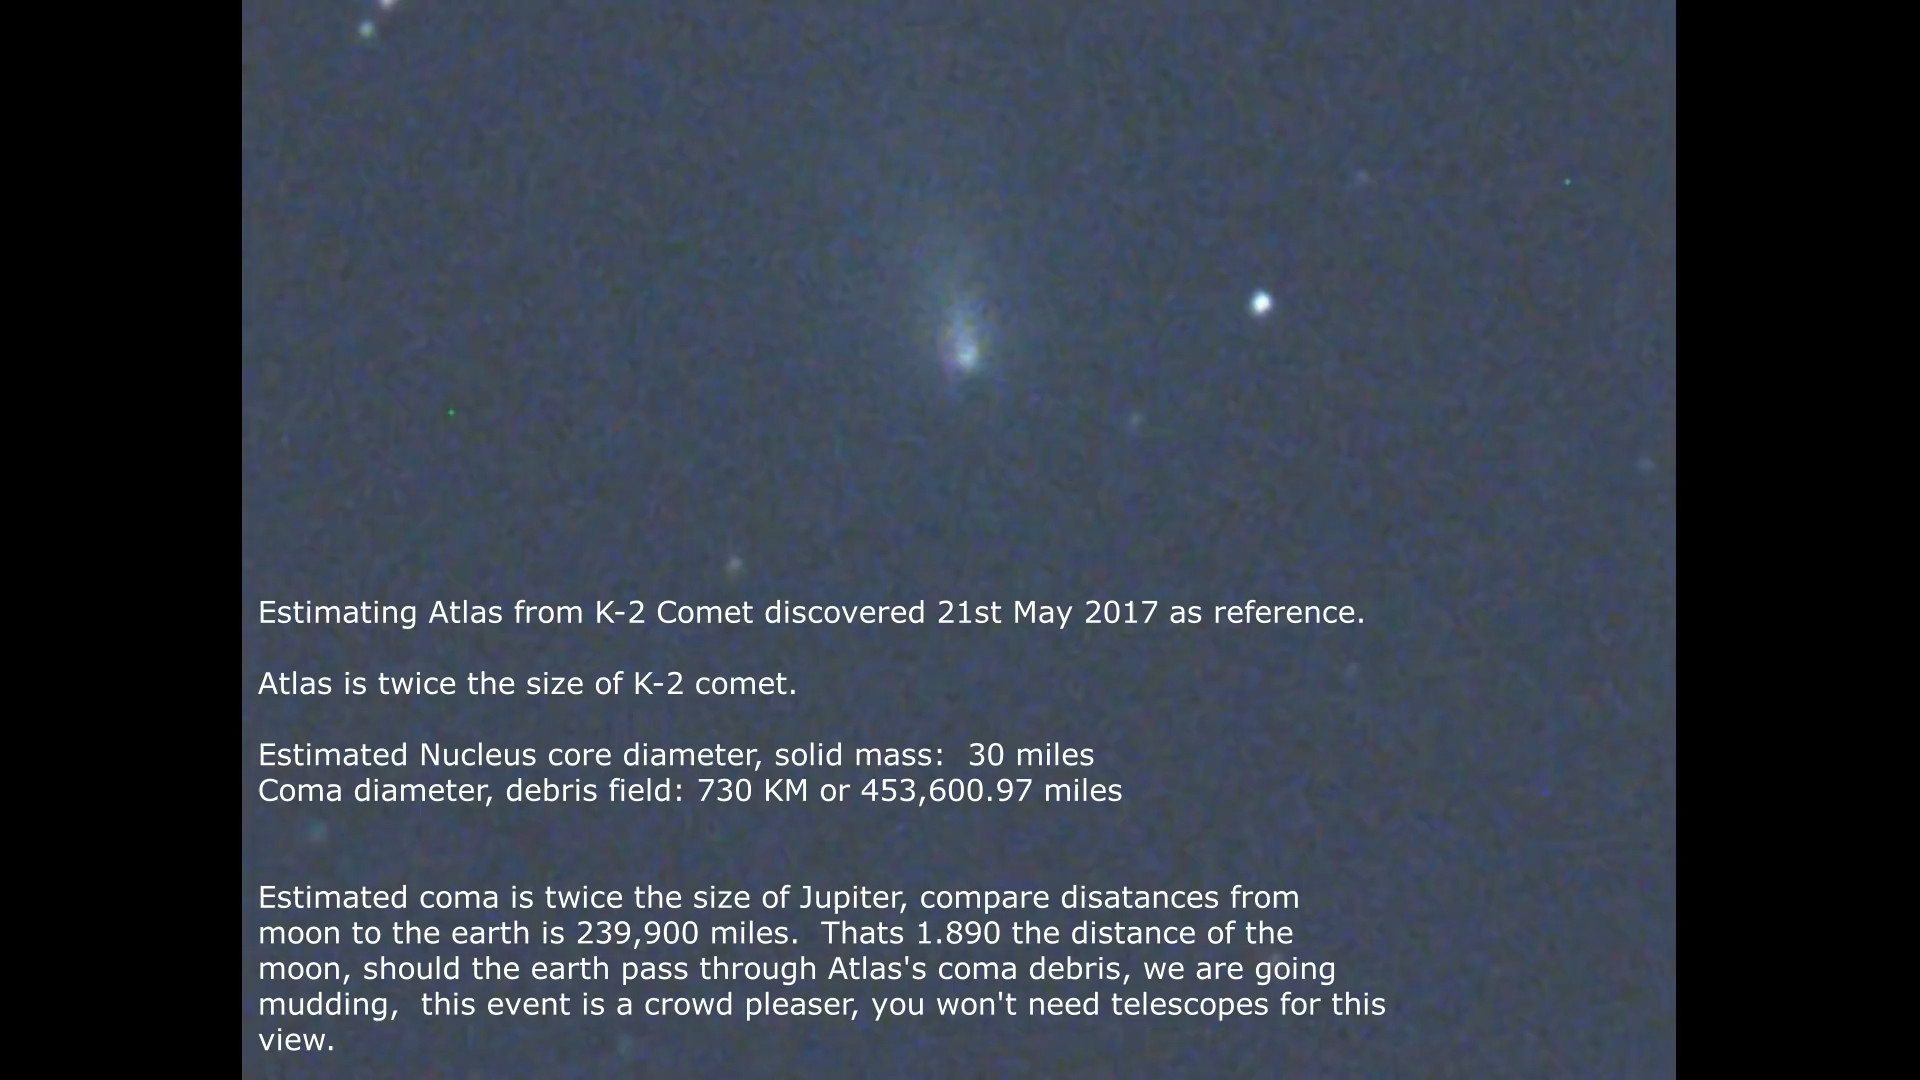 Estimating Atlas from K-2 Comet discovered 21st May 2017 as reference.
Atlas is twice the size of K-2 comet.
Estimated Nucleus core diameter, solid mass:  30 miles
Coma diameter, debris field: 730 KM or 453,600.97 miles
Estimated coma is twice the size of Jupiter, compare disatances from
moon to the earth is 239,900 miles.  Thats 1.890 the distance of the
moon, should the earth pass through Atlas's coma debris, we are going
mudding,  this event is a crowd pleaser, you won't need telescopes for this
view.